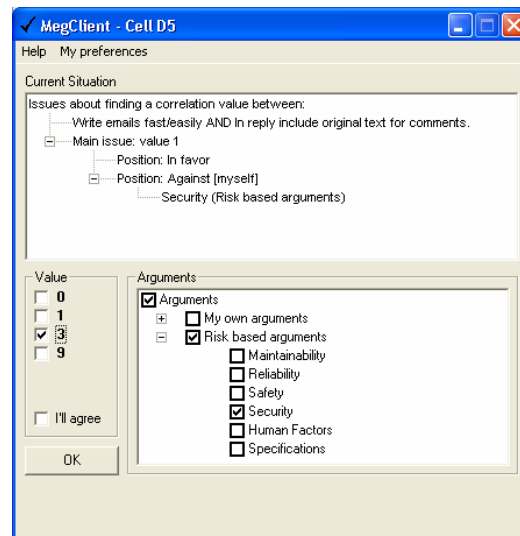 MegClient - Cell D5
Help My preferences
Current Situation
Issues about finding a correlation value between:
Write emails fast/easily AND In reply include original text for comments.
Main issue: value 1
Position: In favor
Position: Against [myself]
Security (Risk based arguments)
Value
0
1
3
9
I'll agree
OK
Arguments
Arguments
My own arguments
Risk based arguments
Maintainability
Reliability
Safety
Security
Human Factors
Specifications